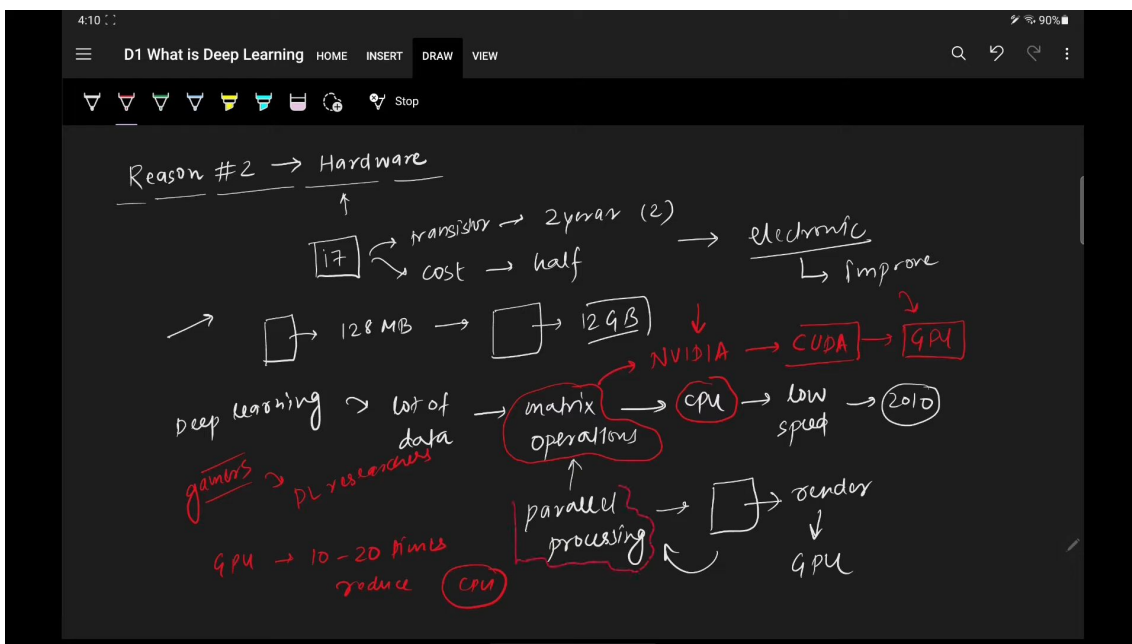 4:10
90%
D1 What is Deep Learning HOME INSERT DRAW VIEW
Stop
Reason #2 → Hardware
i7
transistor → 2 yerar (2)
cost → half
→ electronic
↳ Improve
128 MB → 12 GB
NVIDIA → CUDA → GPU
Deep learning → lot of data → matrix operations → CPU → low speed → 2010
gamers → DL researchers
parallel processing → render
GPU
GPU → 10-20 times
reduce CPU